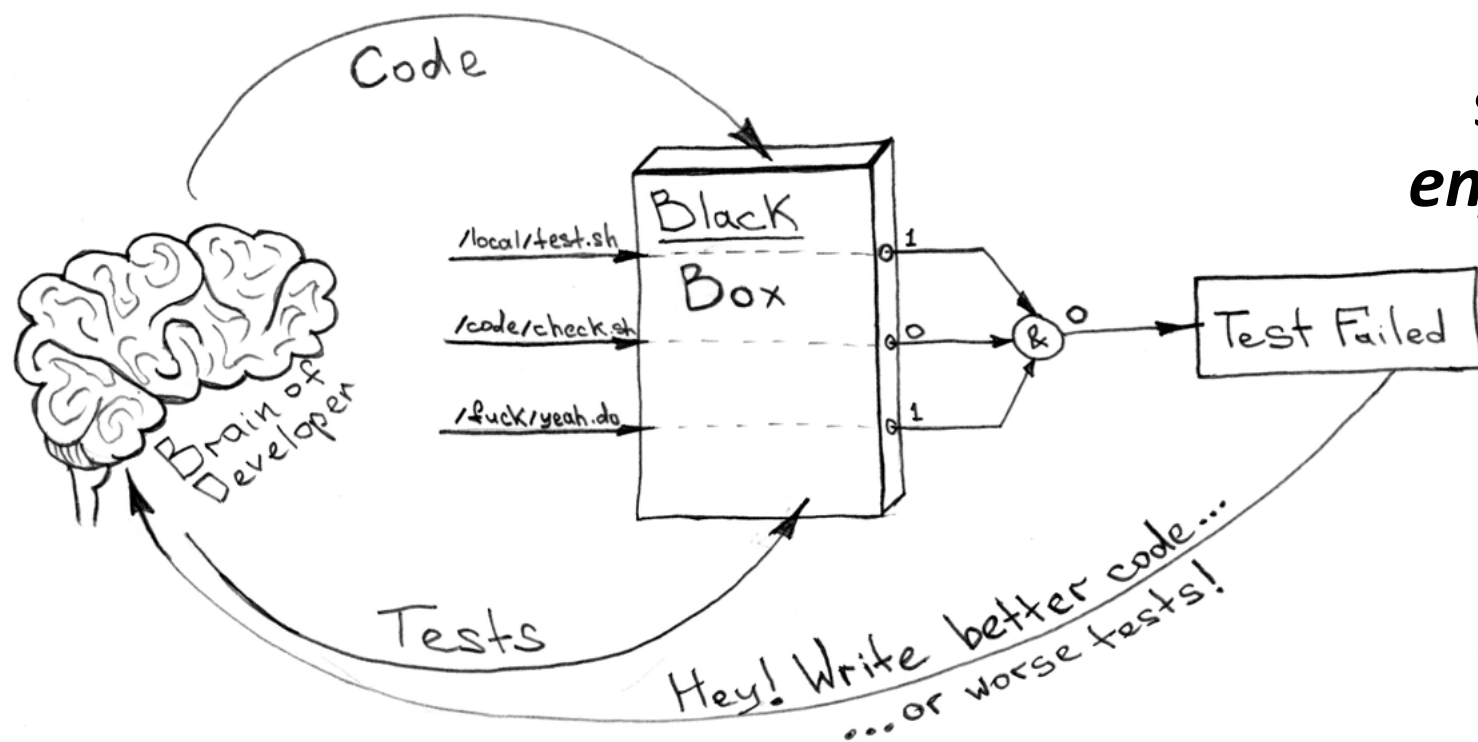 Code
Black
Box
/local/test.sh
/code/check.sh
/fuck/yeah.do
1
0
1
&
0
Test Failed
Brain of
Developer
Tests
Hey! Write better code...
...or worse tests!